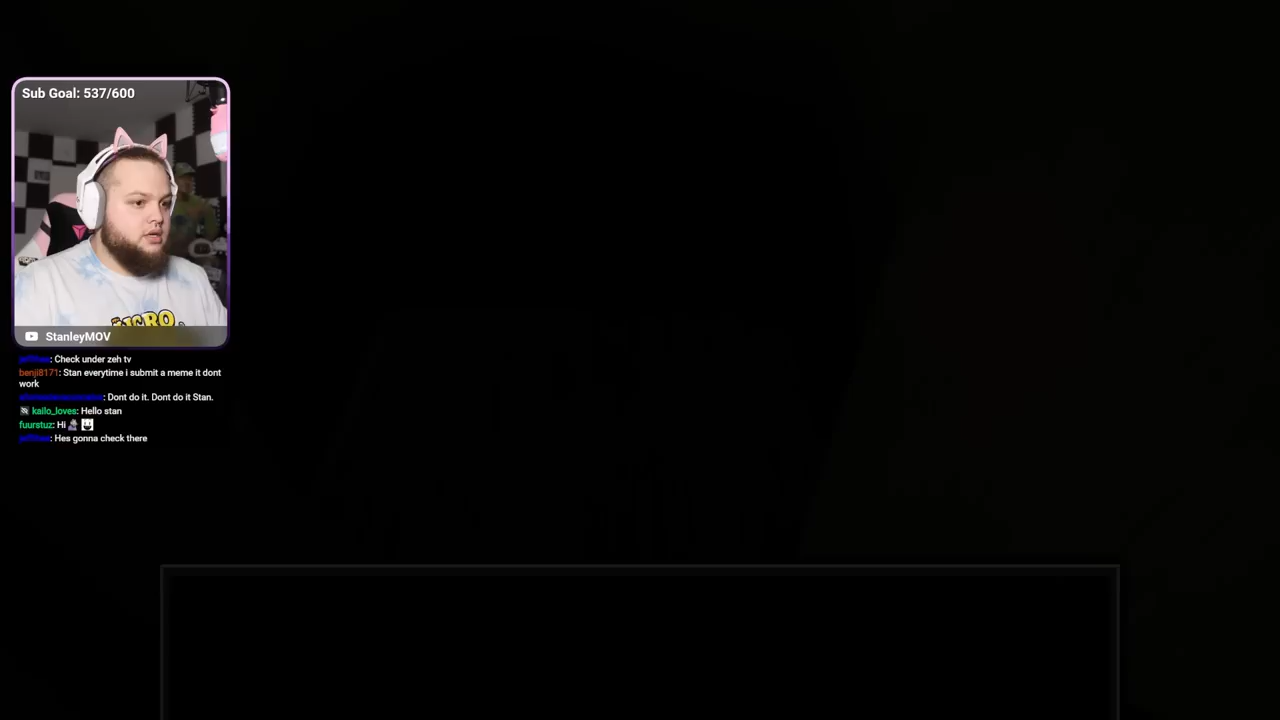 Sub Goal: 537/600
StanleyMOV
: Check under zeh tv
benji8171: Stan everytime i submit a meme it dont
work
: Dont do it. Dont do it Stan.
kailo_loves: Hello stan
fuurstuz: Hi
: Hes gonna check there